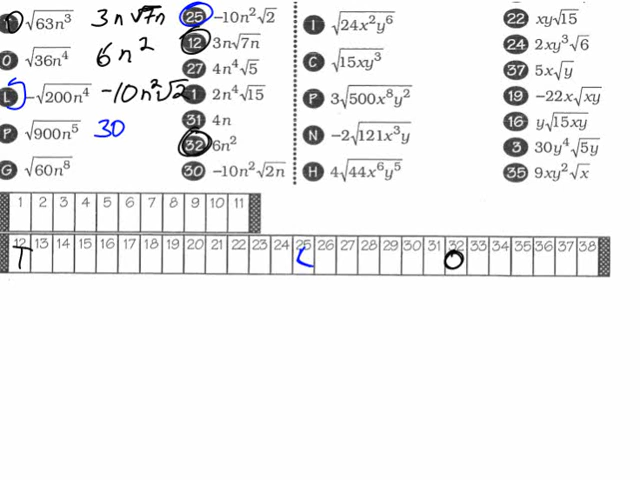 √63n³ 3n√7n
O √36n⁴ 6n²
L -√200n⁴ -10n²√2
P √900n⁵ 30
G √60n⁸
25 -10n²√2
12 3n√7n
27 4n⁴√5
1 2n⁴√15
31 4n
32 6n²
30 -10n²√2n
I √24x²y⁶
C √15xy³
P 3√500x⁸y²
N -2√121x³y
H 4√44x⁶y⁵
22 xy√15
24 2xy³√6
37 5x√y
19 -22x√xy
16 y√15xy
3 30y⁴√5y
35 9xy²√x
1 2 3 4 5 6 7 8 9 10 11
12 13 14 15 16 17 18 19 20 21 22 23 24 25 26 27 28 29 30 31 32 33 34 35 36 37 38
T L O